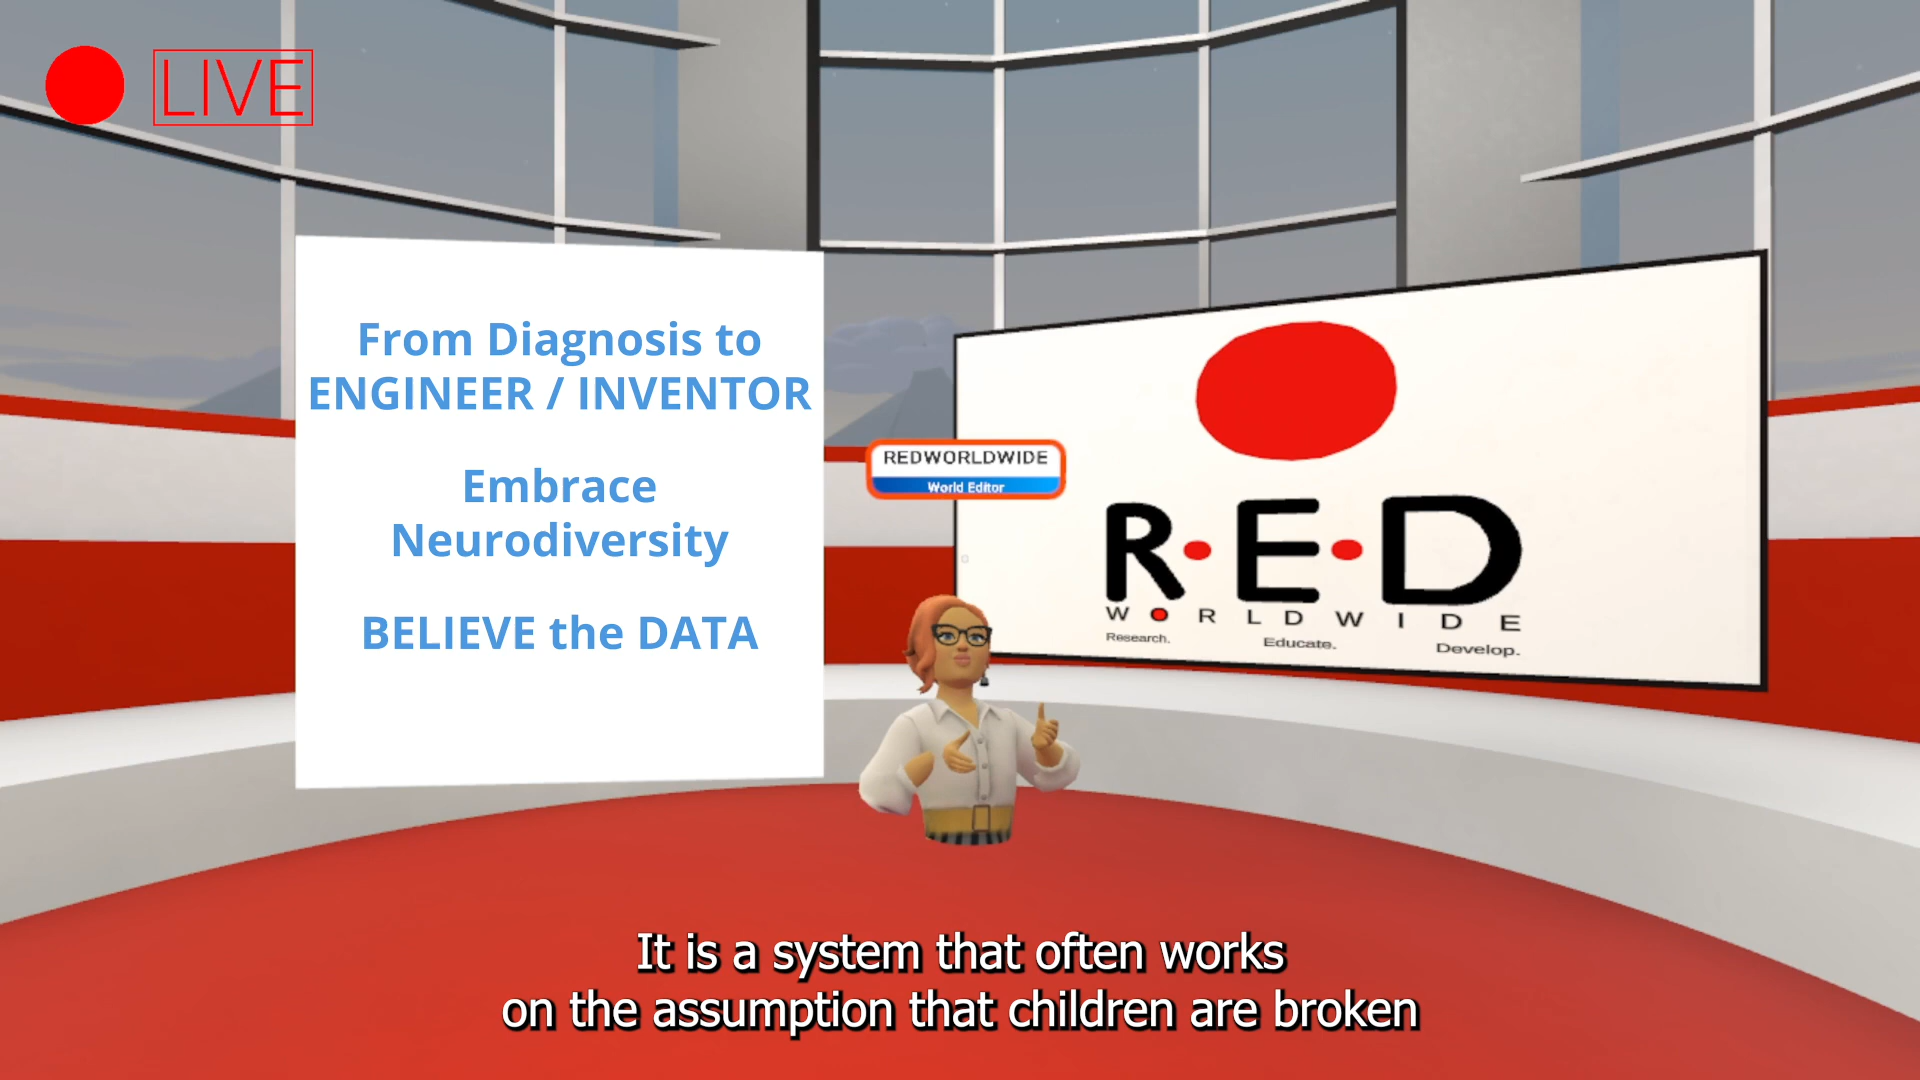 LIVE
From Diagnosis to
ENGINEER / INVENTOR
Embrace
Neurodiversity
BELIEVE the DATA
REDWORLDWIDE
World Editor
R.E.D
WORLDWIDE
Research. Educate. Develop.
It is a system that often works
on the assumption that children are broken